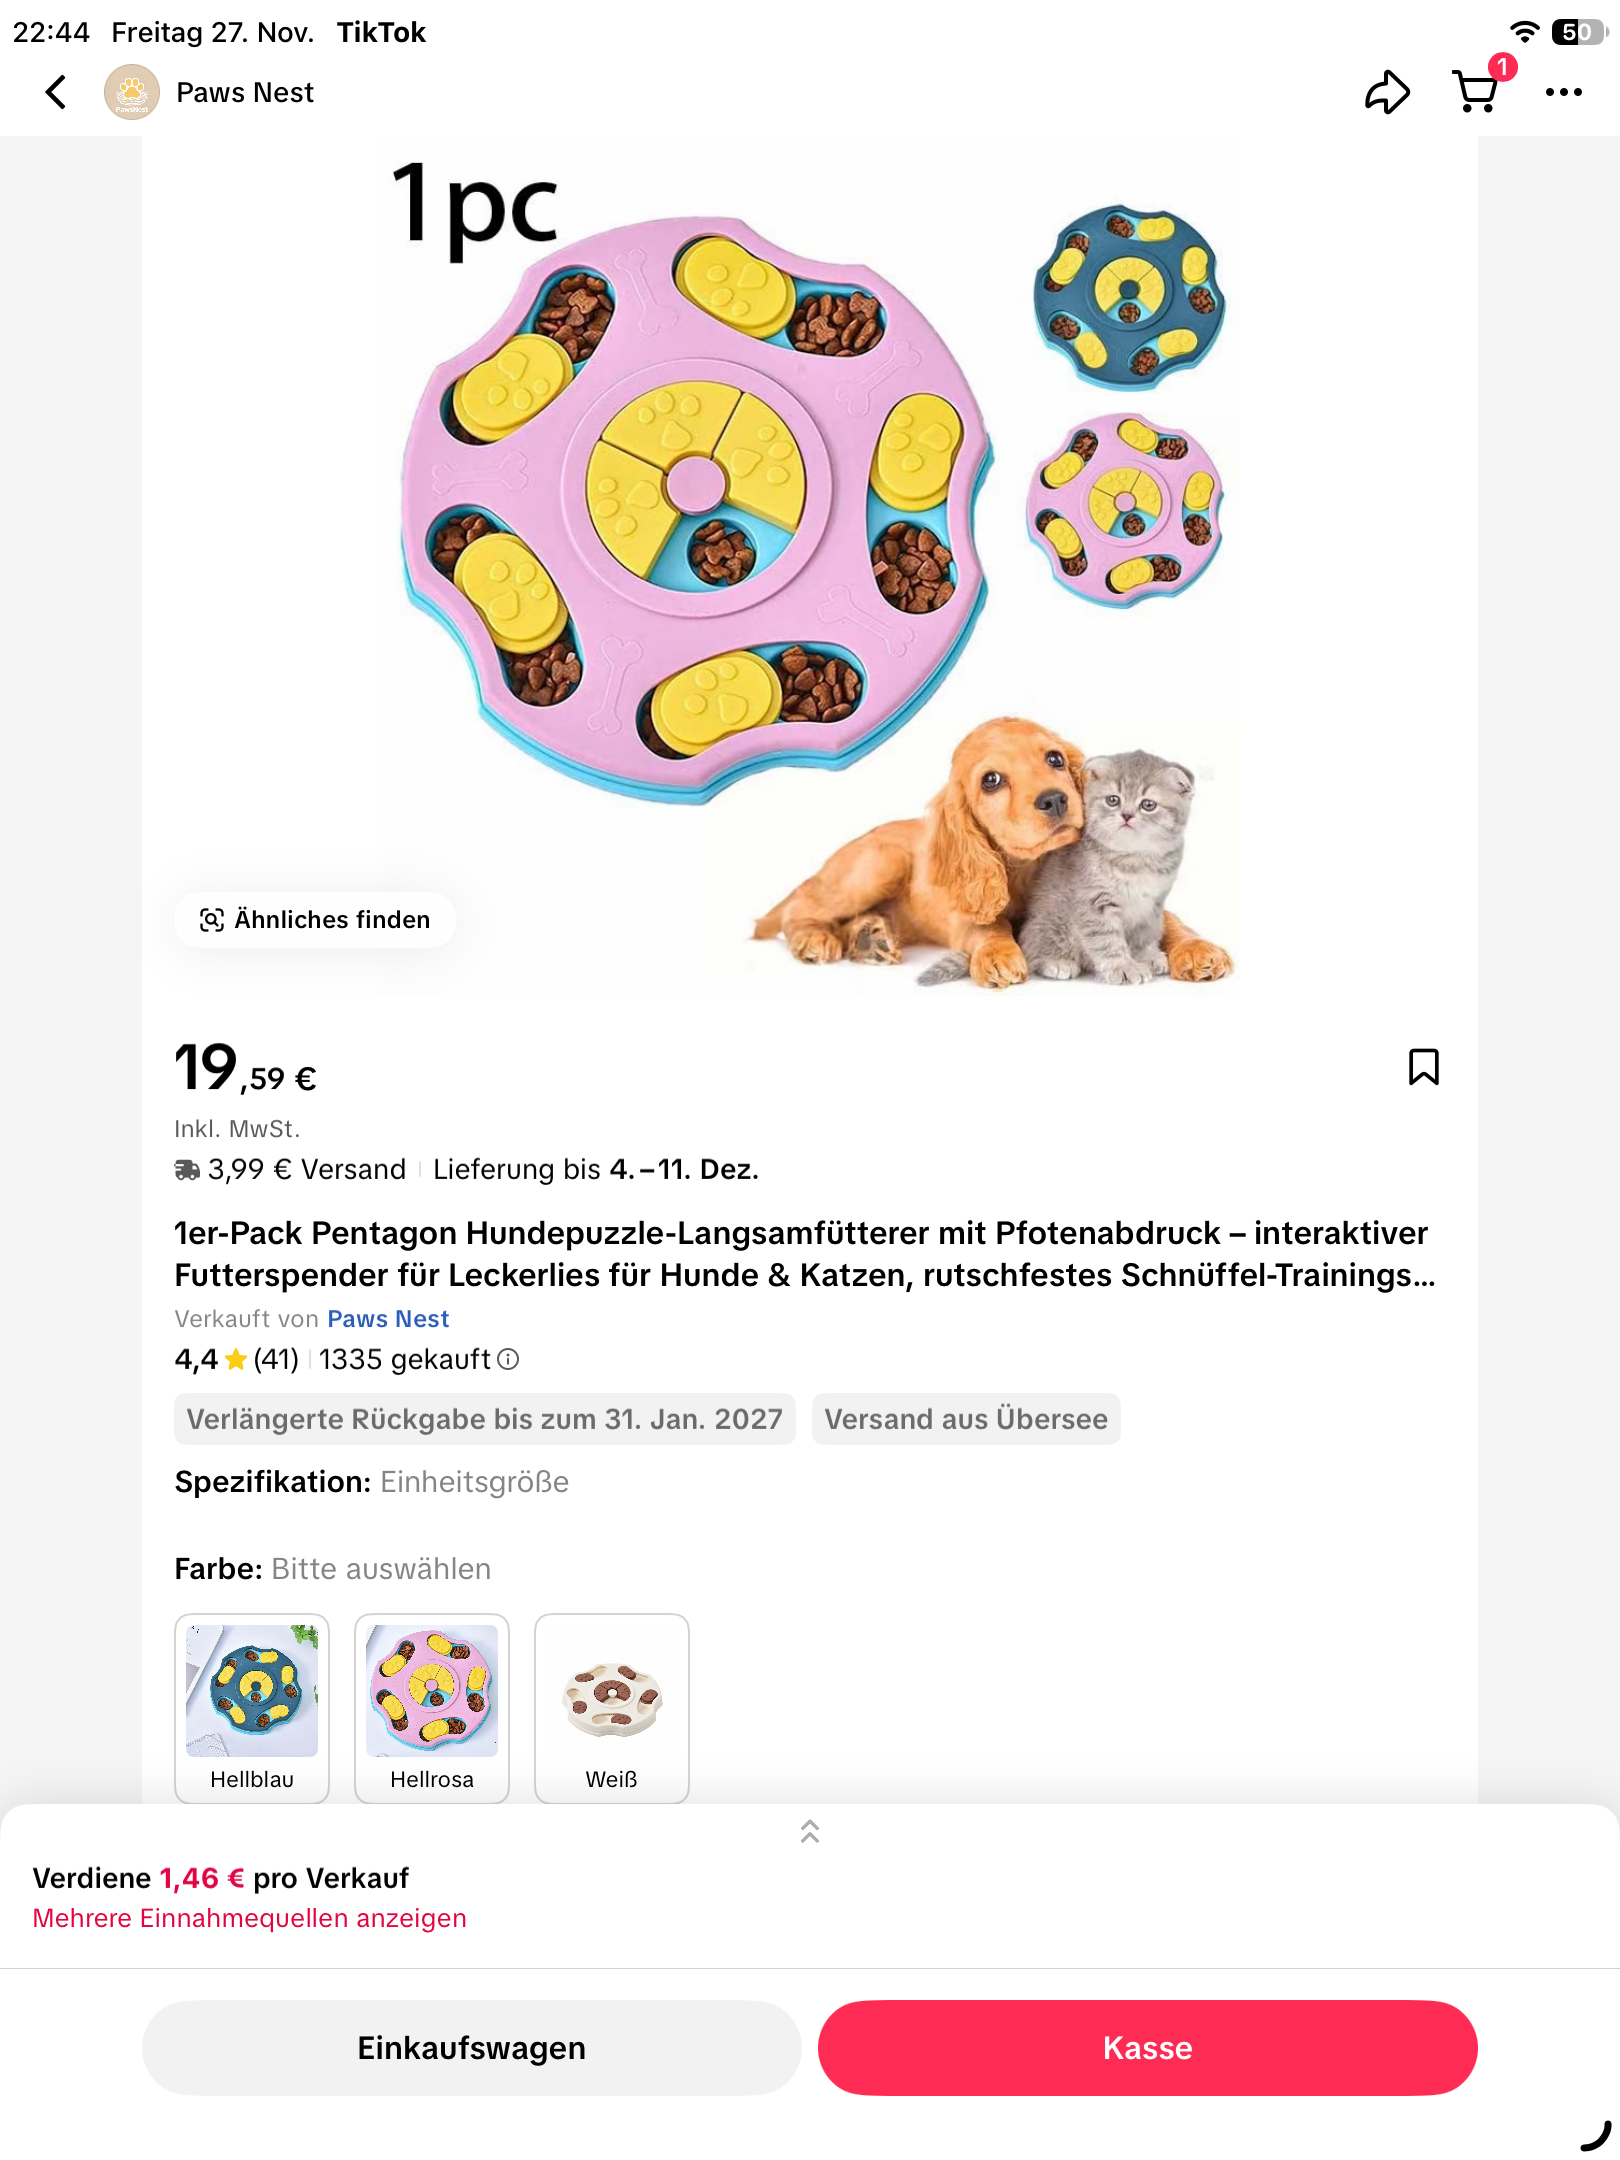 22:44 Freitag 27. Nov. TikTok 50
PawsNest
Paws Nest
1
1pc
Ähnliches finden
19,59 €
Inkl. MwSt.
3,99 € Versand Lieferung bis 4.–11. Dez.
1er-Pack Pentagon Hundepuzzle-Langsamfütterer mit Pfotenabdruck – interaktiver
Futterspender für Leckerlies für Hunde & Katzen, rutschfestes Schnüffel-Trainings...
Verkauft von Paws Nest
4,4 (41) 1335 gekauft
Verlängerte Rückgabe bis zum 31. Jan. 2027 Versand aus Übersee
Spezifikation: Einheitsgröße
Farbe: Bitte auswählen
Hellblau Hellrosa Weiß
Verdiene 1,46 € pro Verkauf
Mehrere Einnahmequellen anzeigen
Einkaufswagen Kasse